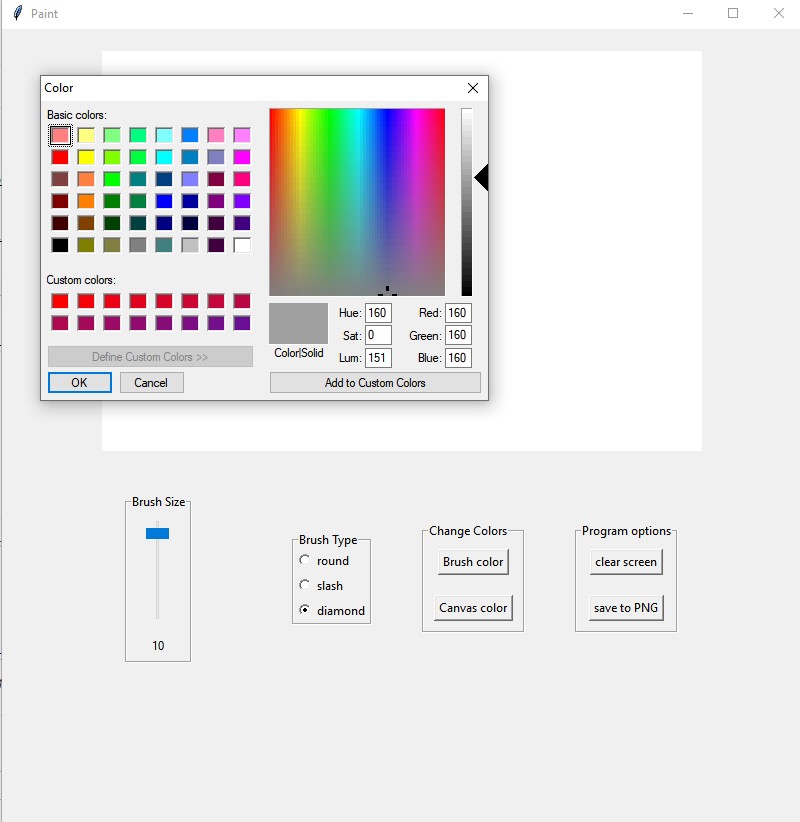 Paint
Color
Basic colors:
Custom colors:
Define Custom Colors >>
OK Cancel
Color|Solid
Hue: 160 Red: 160
Sat: 0 Green: 160
Lum: 151 Blue: 160
Add to Custom Colors
Brush Size
10
Brush Type
round
slash
diamond
Change Colors
Brush color
Canvas color
Program options
clear screen
save to PNG